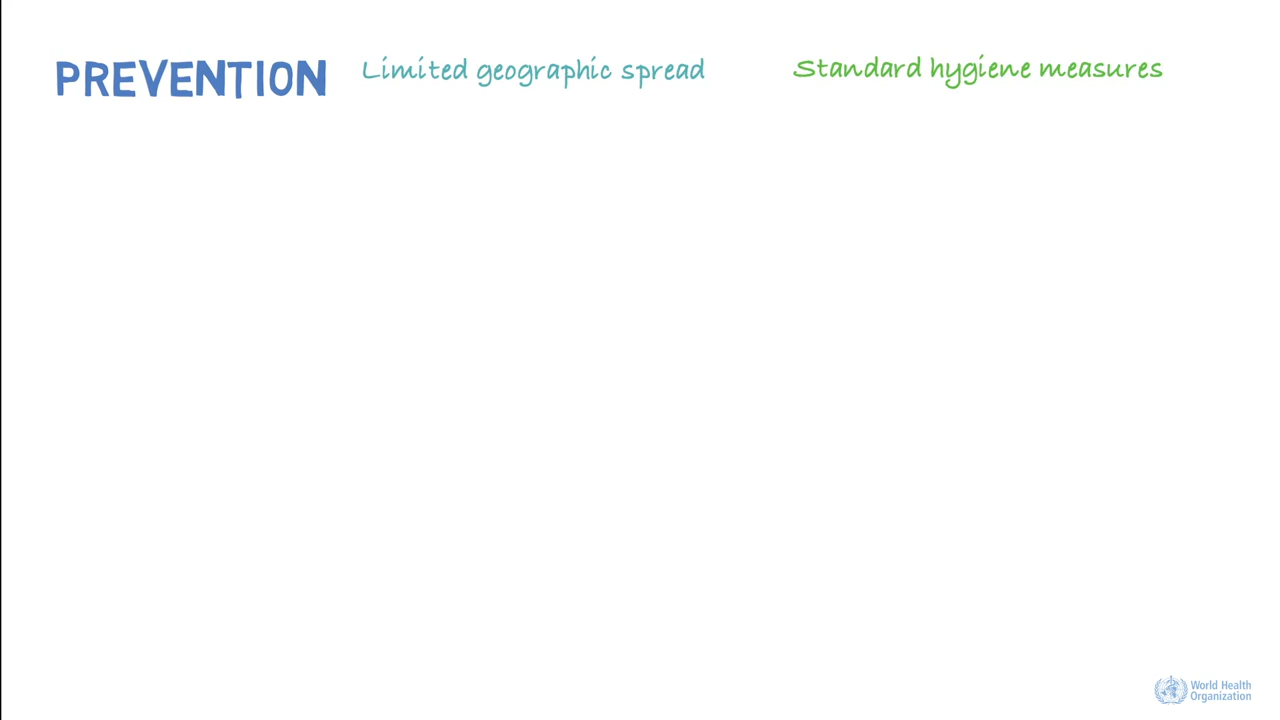 PREVENTION
Limited geographic spread
Standard hygiene measures
World Health
Organization